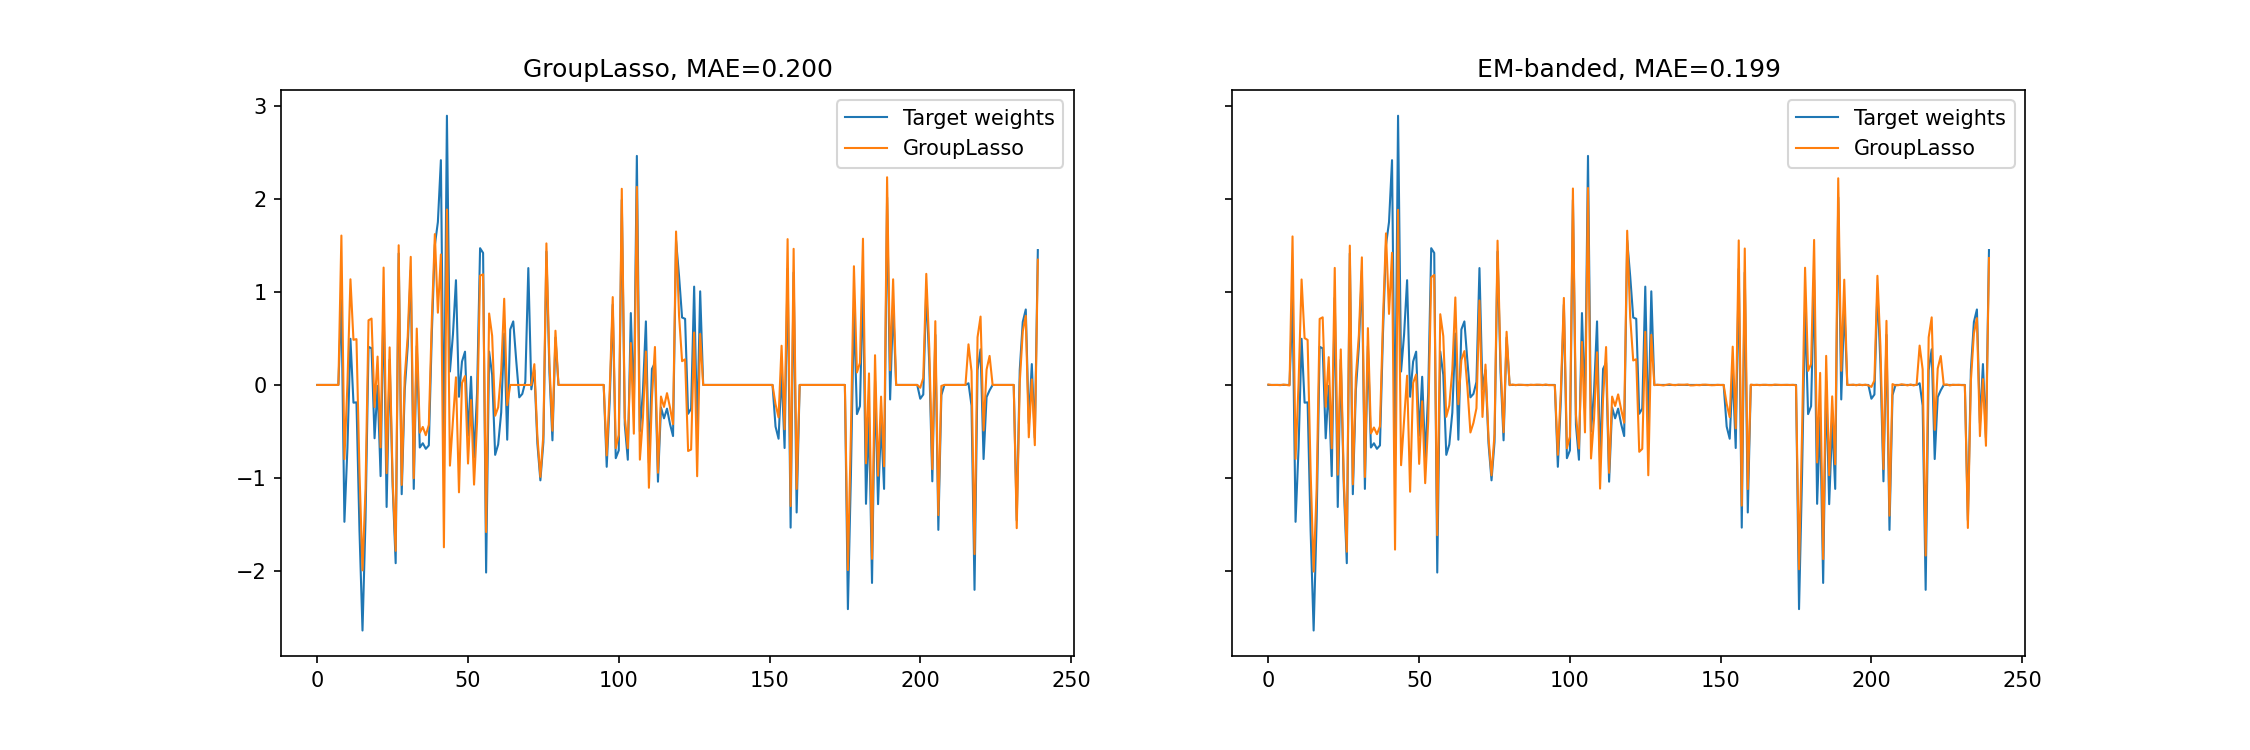 GroupLasso, MAE=0.200
Target weights
GroupLasso
3
2
1
0
−1
−2
0 50 100 150 200 250
EM-banded, MAE=0.199
Target weights
GroupLasso
0 50 100 150 200 250